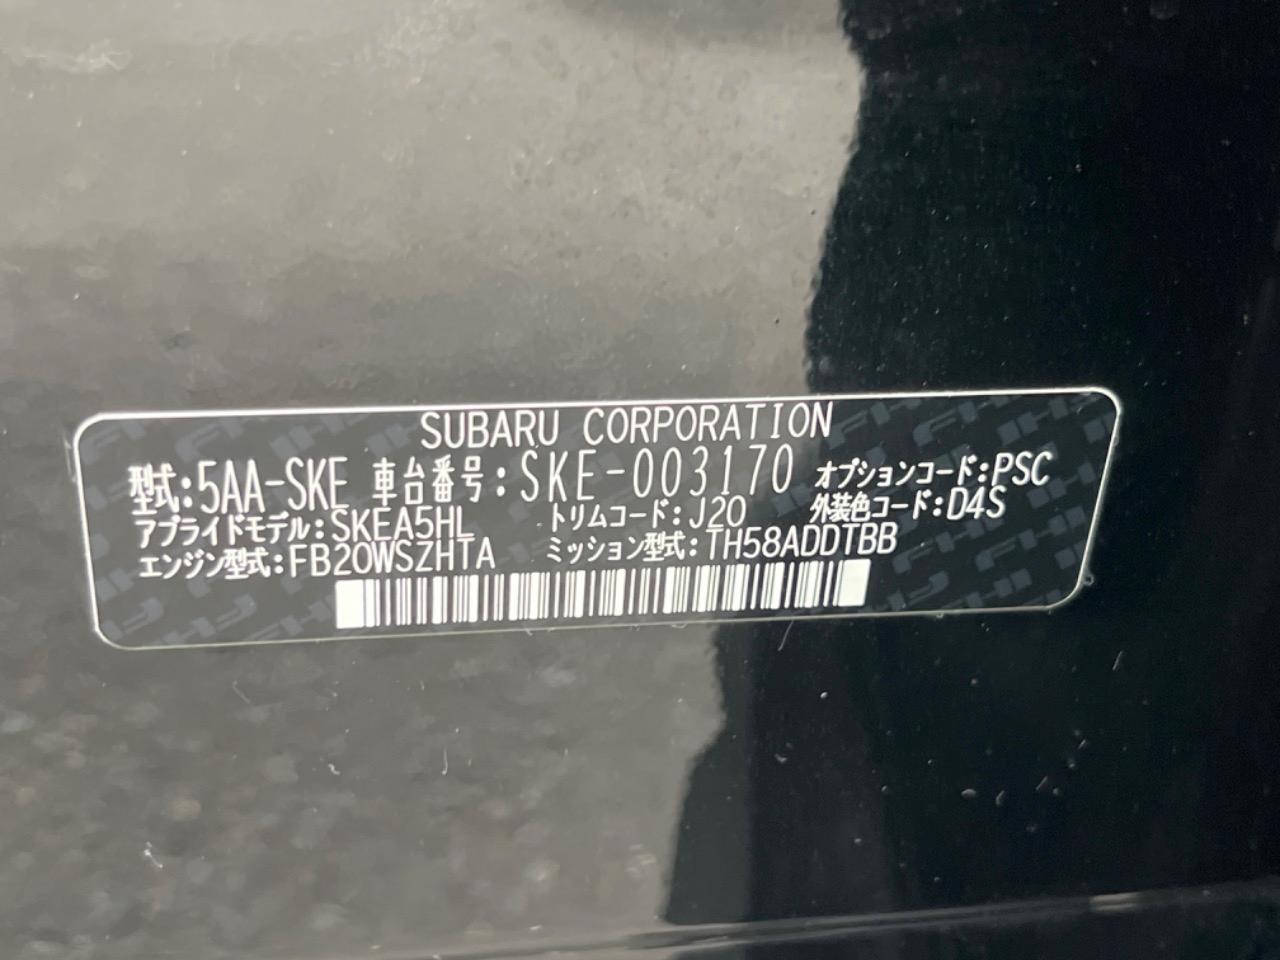 SUBARU CORPORATION
型式:5AA-SKE 車台番号:SKE-003170 オプションコード:PSC
アプライドモデル:SKEA5HL トリムコード:J20 外装色コード:D4S
エンジン型式:FB20WSZHTA ミッション型式:TH58ADDTBB